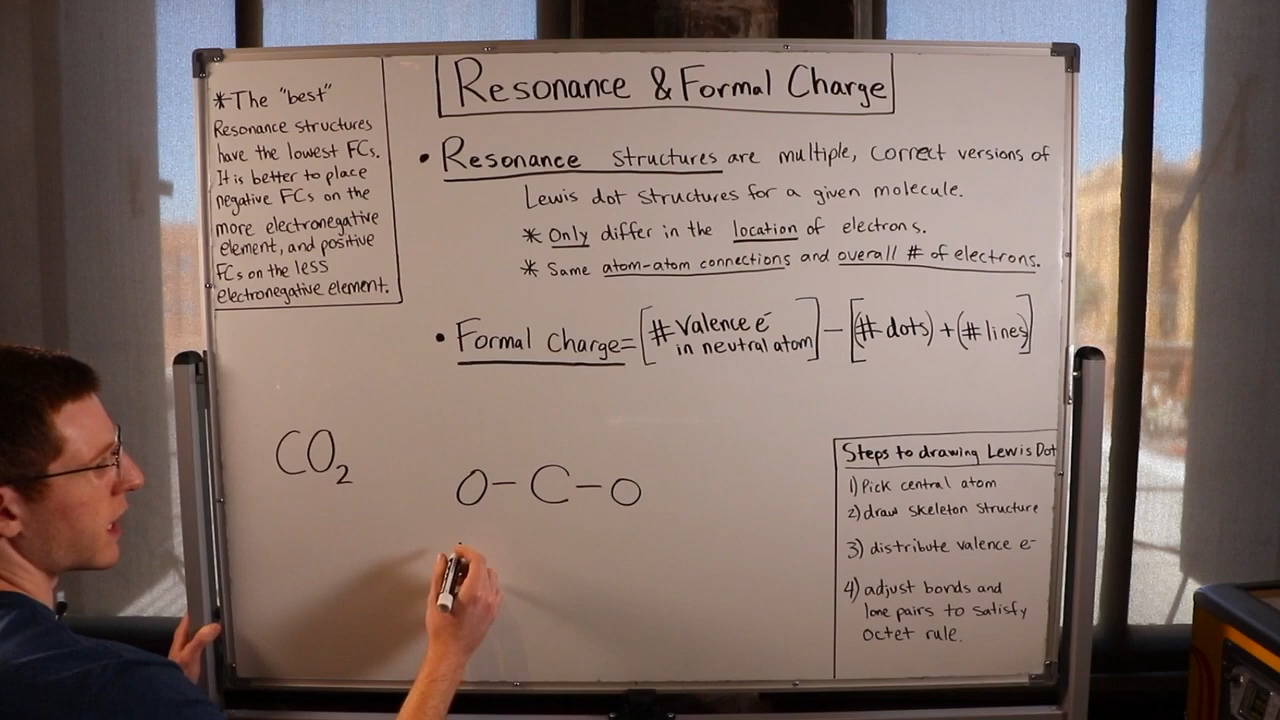 Resonance & Formal Charge
*The "best"
Resonance structures
have the lowest FCs.
It is better to place
negative FCs on the
more electronegative
element, and positive
FCs on the less
electronegative element.
• Resonance structures are multiple, correct versions of
Lewis dot structures for a given molecule.
* Only differ in the location of electrons.
* Same atom-atom connections and overall # of electrons.
• Formal Charge = [# valence e⁻ in neutral atom] – [(# dots) + (# lines)]
CO₂
O–C–O
Steps to drawing Lewis Dot
1) Pick central atom
2) draw skeleton structure
3) distribute valence e⁻
4) adjust bonds and
lone pairs to satisfy
octet rule.